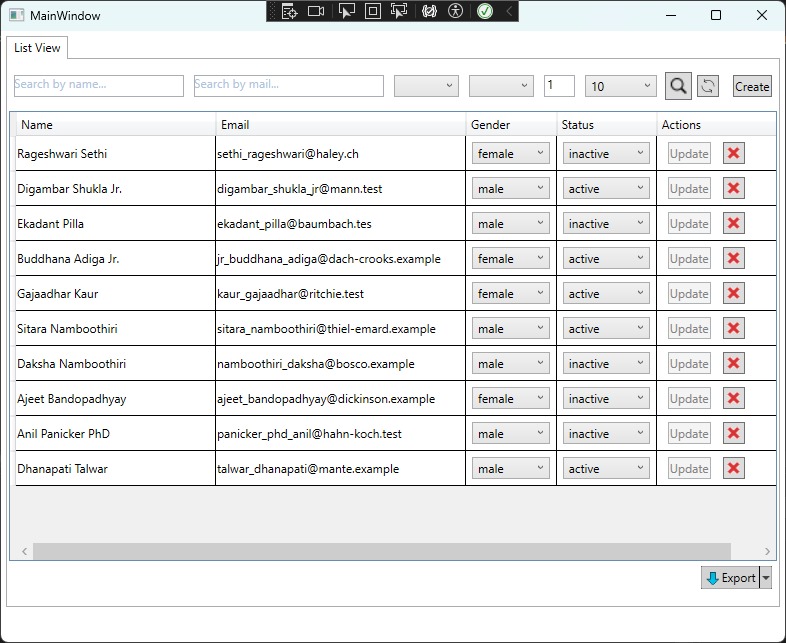 MainWindow
List View
Search by name... Search by mail... 1 10 Create
Name Email Gender Status Actions
Rageshwari Sethi sethi_rageshwari@haley.ch female inactive Update
Digambar Shukla Jr. digambar_shukla_jr@mann.test male active Update
Ekadant Pilla ekadant_pilla@baumbach.tes male inactive Update
Buddhana Adiga Jr. jr_buddhana_adiga@dach-crooks.example female active Update
Gajaadhar Kaur kaur_gajaadhar@ritchie.test female active Update
Sitara Namboothiri sitara_namboothiri@thiel-emard.example male active Update
Daksha Namboothiri namboothiri_daksha@bosco.example male inactive Update
Ajeet Bandopadhyay ajeet_bandopadhyay@dickinson.example female inactive Update
Anil Panicker PhD panicker_phd_anil@hahn-koch.test male inactive Update
Dhanapati Talwar talwar_dhanapati@mante.example male active Update
Export